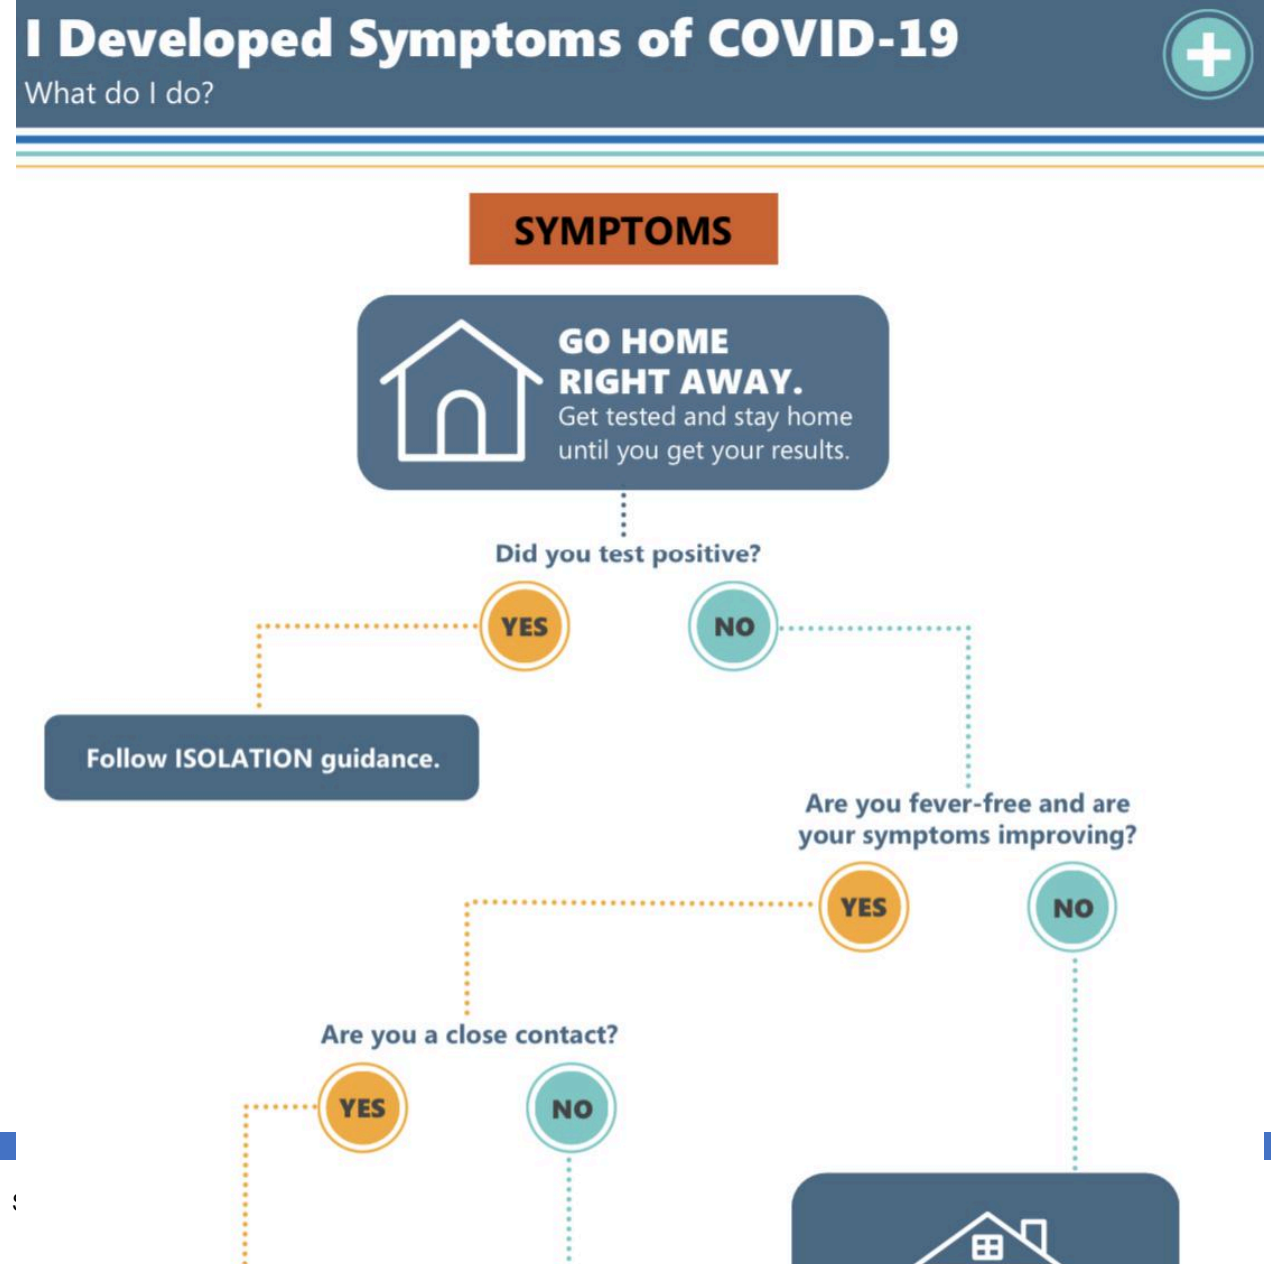 I Developed Symptoms of COVID-19
What do I do?
SYMPTOMS
GO HOME
RIGHT AWAY.
Get tested and stay home
until you get your results.
Did you test positive?
YES
NO
Follow ISOLATION guidance.
Are you fever-free and are
your symptoms improving?
YES
NO
Are you a close contact?
YES
NO